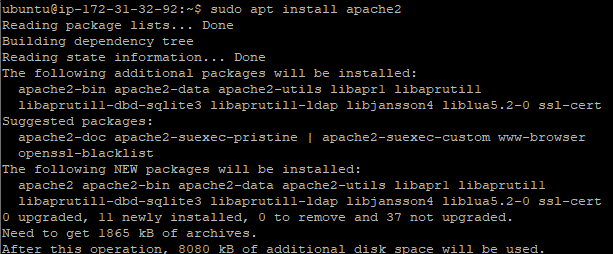 ubuntu@ip-172-31-32-92:~$ sudo apt install apache2
Reading package lists... Done
Building dependency tree
Reading state information... Done
The following additional packages will be installed:
apache2-bin apache2-data apache2-utils libapr1 libaprutil1
libaprutil1-dbd-sqlite3 libaprutil1-ldap libjansson4 liblua5.2-0 ssl-cert
Suggested packages:
apache2-doc apache2-suexec-pristine | apache2-suexec-custom www-browser
openssl-blacklist
The following NEW packages will be installed:
apache2 apache2-bin apache2-data apache2-utils libapr1 libaprutil1
libaprutil1-dbd-sqlite3 libaprutil1-ldap libjansson4 liblua5.2-0 ssl-cert
0 upgraded, 11 newly installed, 0 to remove and 37 not upgraded.
Need to get 1865 kB of archives.
After this operation, 8080 kB of additional disk space will be used.